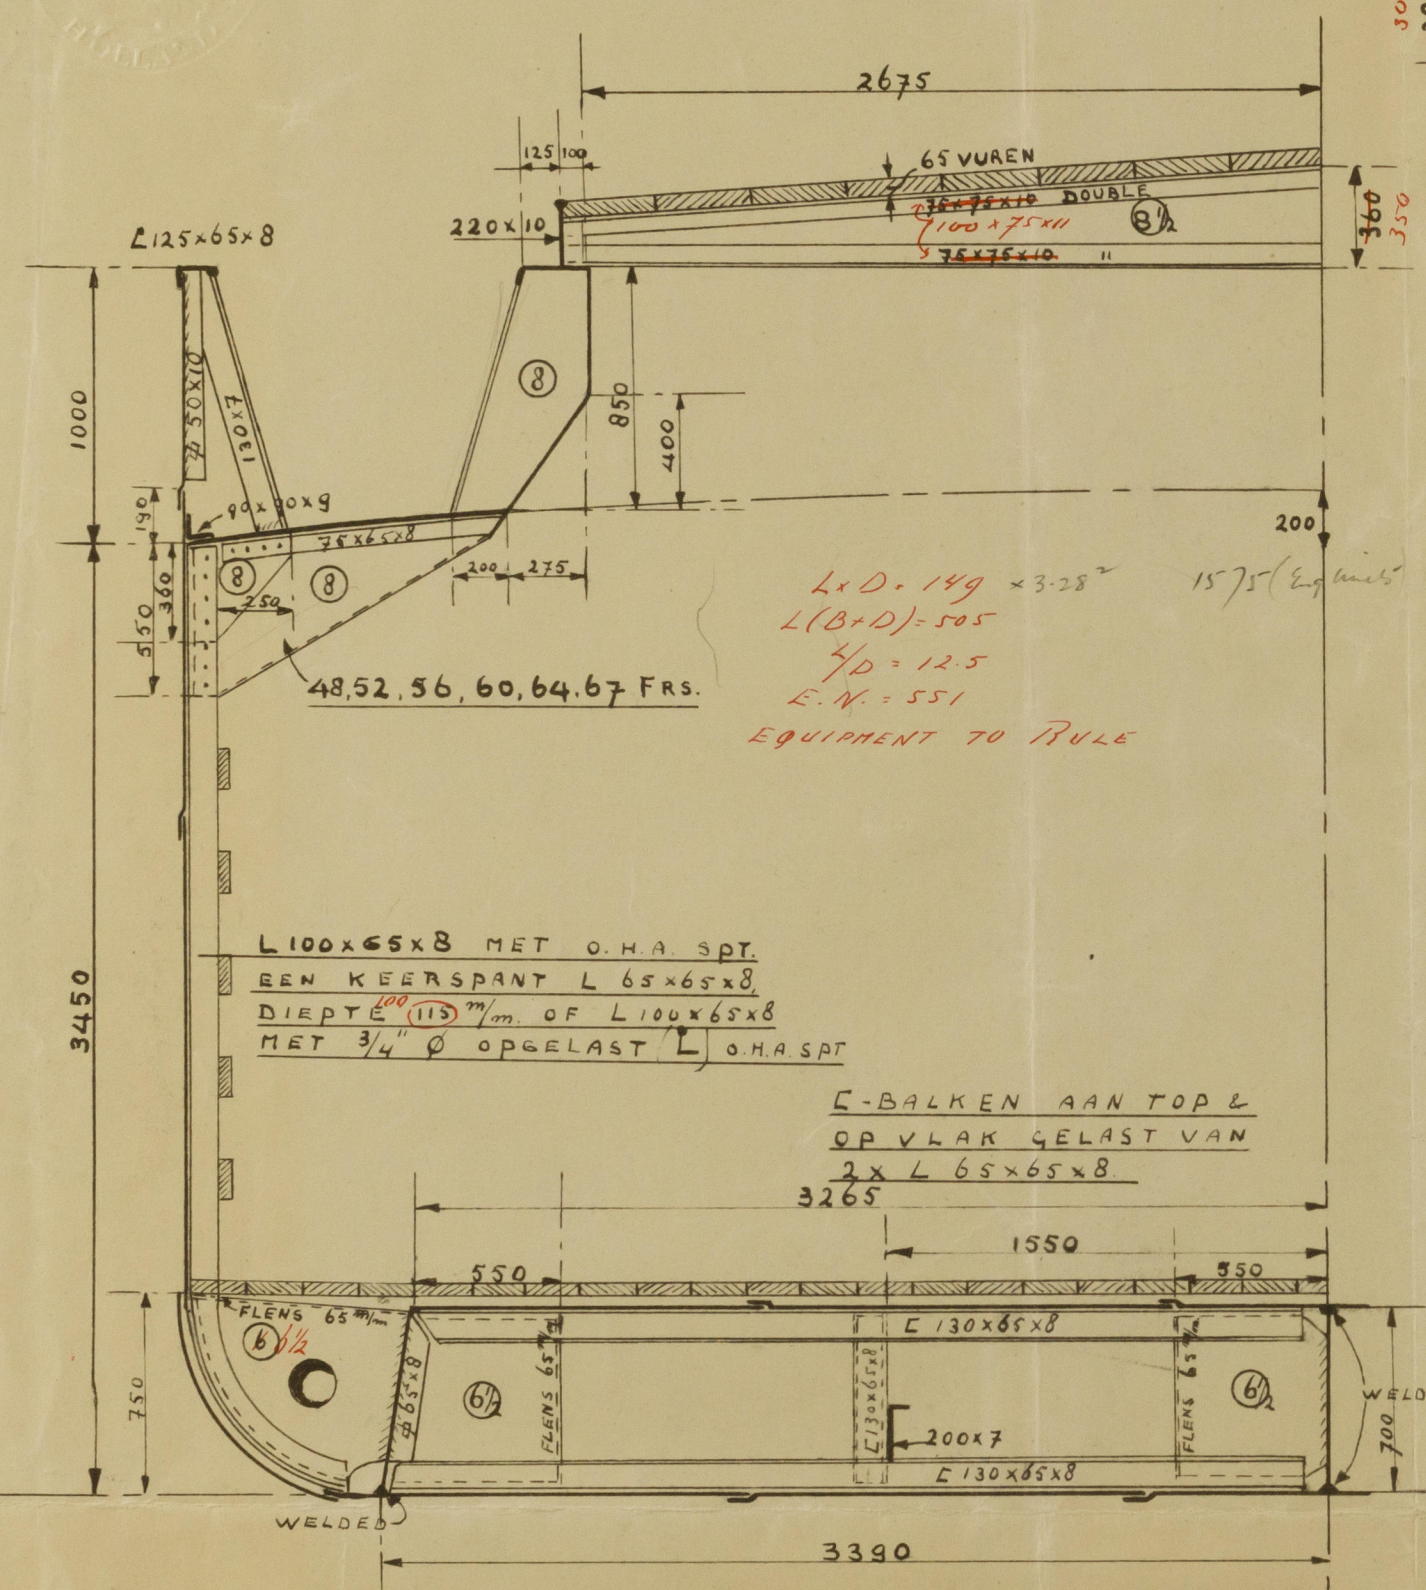 HOLLAND
30
2675
125 100
65 VUREN
75×75×10 DOUBLE
100 × 75×11
8½
75×75×10 "
360
350
220×10
L125×65×8
1000
50×10
130×7
8
850
400
190
90×90×9
75×65×8
200
8
8
360
550
250
200 275
L×D = 149 ×3.28² 1575 (Eng units)
L(B+D) = 505
L/D = 12.5
E.N. = 551
EQUIPMENT TO RULE
48,52,56,60,64.67 FRS.
3450
L100×65×8 MET O.H.A. SPT.
EEN KEERSPANT L 65×65×8,
DIEPTE 100 115 m/m. OF L100×65×8
MET 3/4" Ø OPGELAST [L] O.H.A. SPT
[-BALKEN AAN TOP &
OP VLAK GELAST VAN
2× L 65×65×8.
3265
1550
550
550
FLENS 65 m/m
6 6½
[ 130×65×8
65×8
6½
FLENS 65 m/m
[130×65×8
FLENS 65 m/m
6½
WELD
750
700
200×7
[ 130×65×8
WELDED
3390